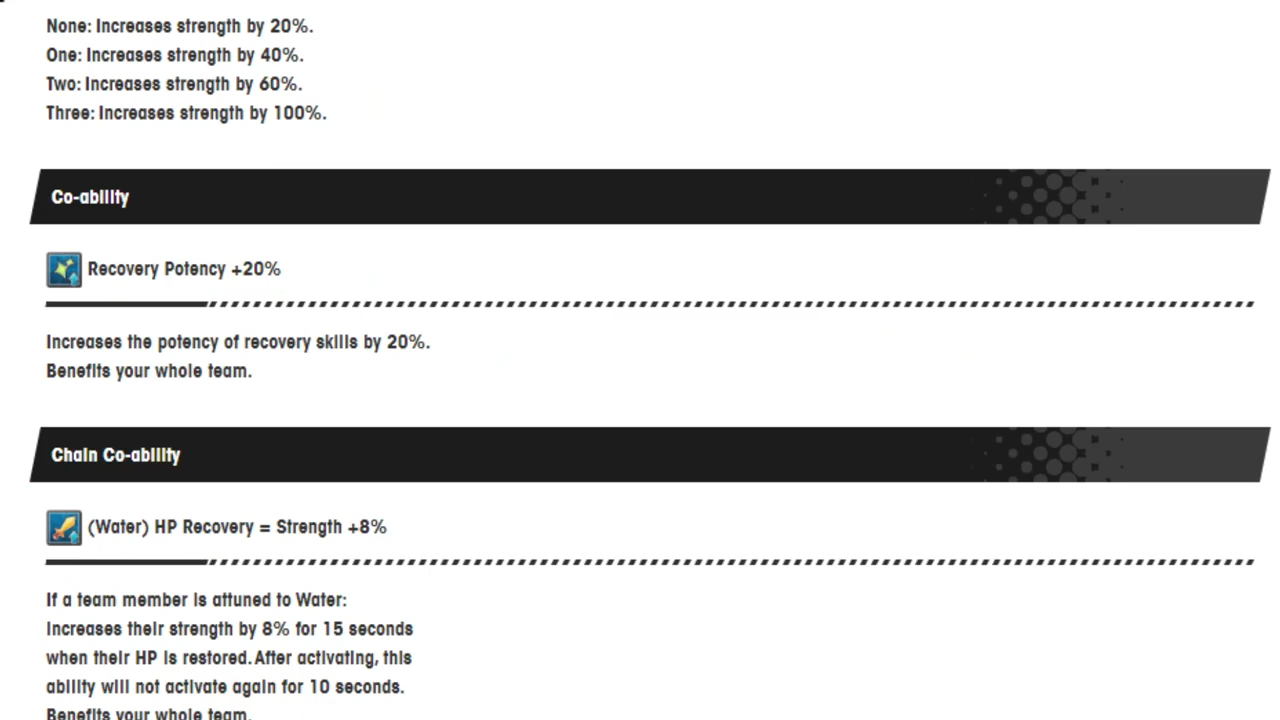 None: Increases strength by 20%.
One: Increases strength by 40%.
Two: Increases strength by 60%.
Three: Increases strength by 100%.
Co-ability
Recovery Potency +20%
Increases the potency of recovery skills by 20%.
Benefits your whole team.
Chain Co-ability
(Water) HP Recovery = Strength +8%
If a team member is attuned to Water:
Increases their strength by 8% for 15 seconds
when their HP is restored. After activating, this
ability will not activate again for 10 seconds.
Benefits your whole team.